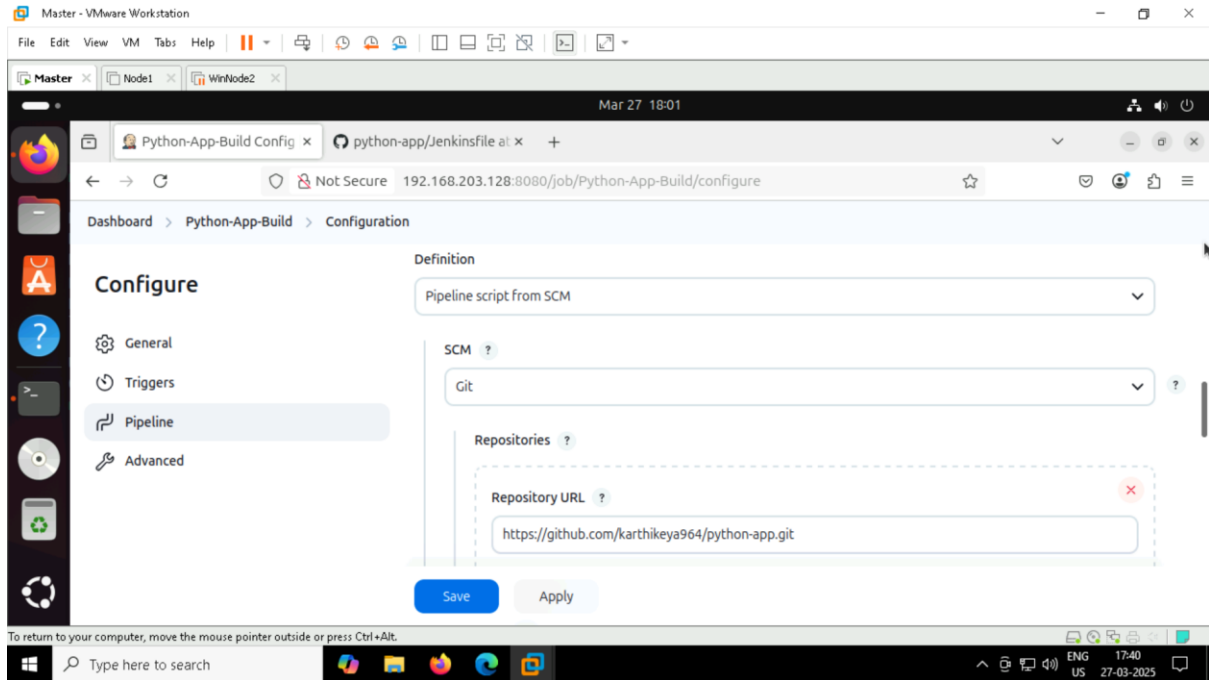 Master - VMware Workstation
File Edit View VM Tabs Help
Master Node1 WinNode2
Mar 27 18:01
Python-App-Build Config python-app/Jenkinsfile at
Not Secure 192.168.203.128:8080/job/Python-App-Build/configure
Dashboard > Python-App-Build > Configuration
Configure
General
Triggers
Pipeline
Advanced
Definition
Pipeline script from SCM
SCM ?
Git
?
Repositories ?
Repository URL ?
https://github.com/karthikeya964/python-app.git
Save Apply
To return to your computer, move the mouse pointer outside or press Ctrl+Alt.
Type here to search
ENG
US
17:40
27-03-2025